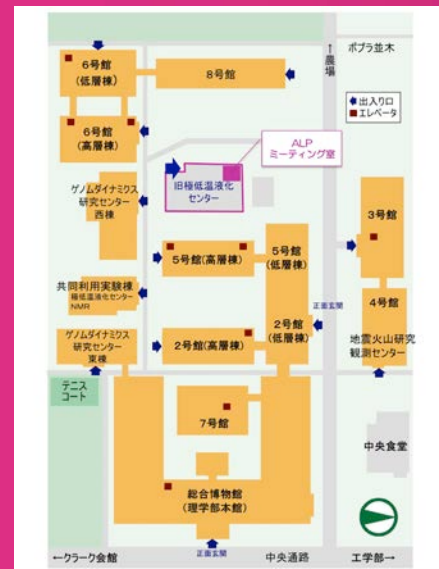 6号館
(低層棟)
8号館
↑農場
ポプラ並木
出入り口
エレベータ
6号館
(高層棟)
ALP
ミーティング室
旧極低温液化
センター
ゲノムダイナミクス
研究センター
西棟
3号館
5号館(高層棟)
5号館
(低層棟)
共同利用実験棟
極低温液化センター
NMR
正面玄関
4号館
ゲノムダイナミクス
研究センター
東棟
2号館(高層棟)
2号館
(低層棟)
地震火山研究
観測センター
テニス
コート
7号館
中央食堂
総合博物館
(理学部本館)
正面玄関
←クラーク会館
中央通路
工学部→